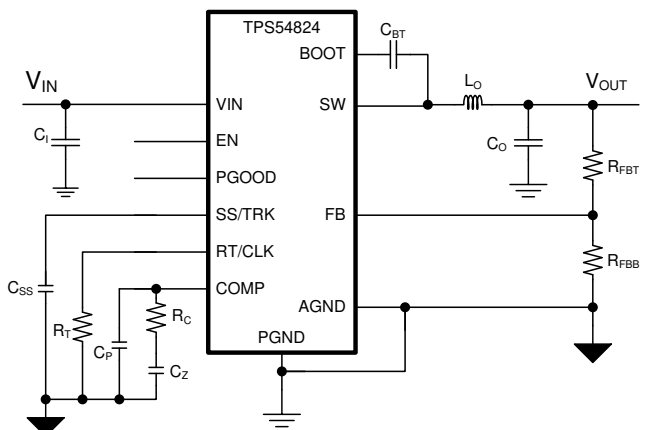 TPS54824
BOOT
C_BT
V_IN
VIN
SW
L_O
V_OUT
C_I
EN
C_O
PGOOD
R_FBT
SS/TRK
FB
RT/CLK
R_FBB
C_SS
COMP
AGND
R_T
R_C
C_P
PGND
C_Z